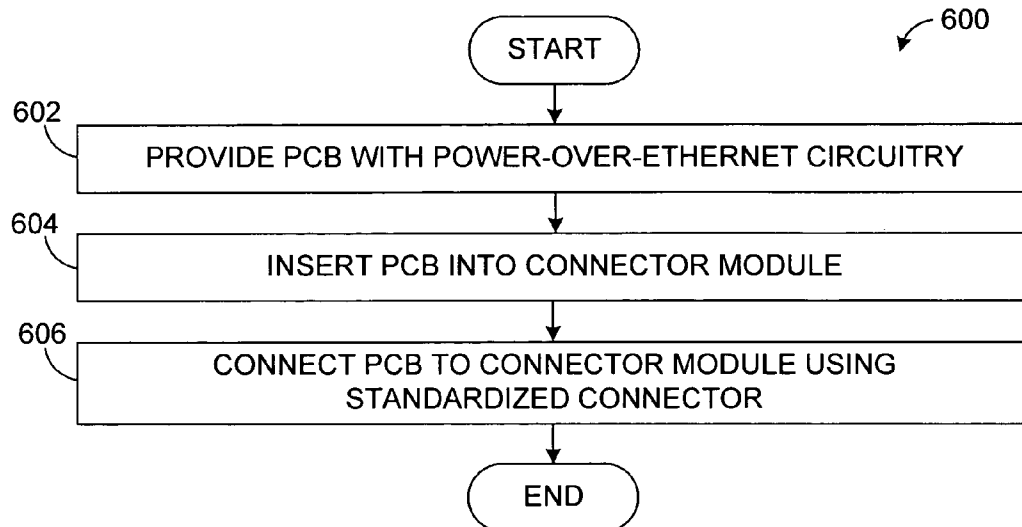 600
START
602
PROVIDE PCB WITH POWER-OVER-ETHERNET CIRCUITRY
604
INSERT PCB INTO CONNECTOR MODULE
606
CONNECT PCB TO CONNECTOR MODULE USING
STANDARDIZED CONNECTOR
END